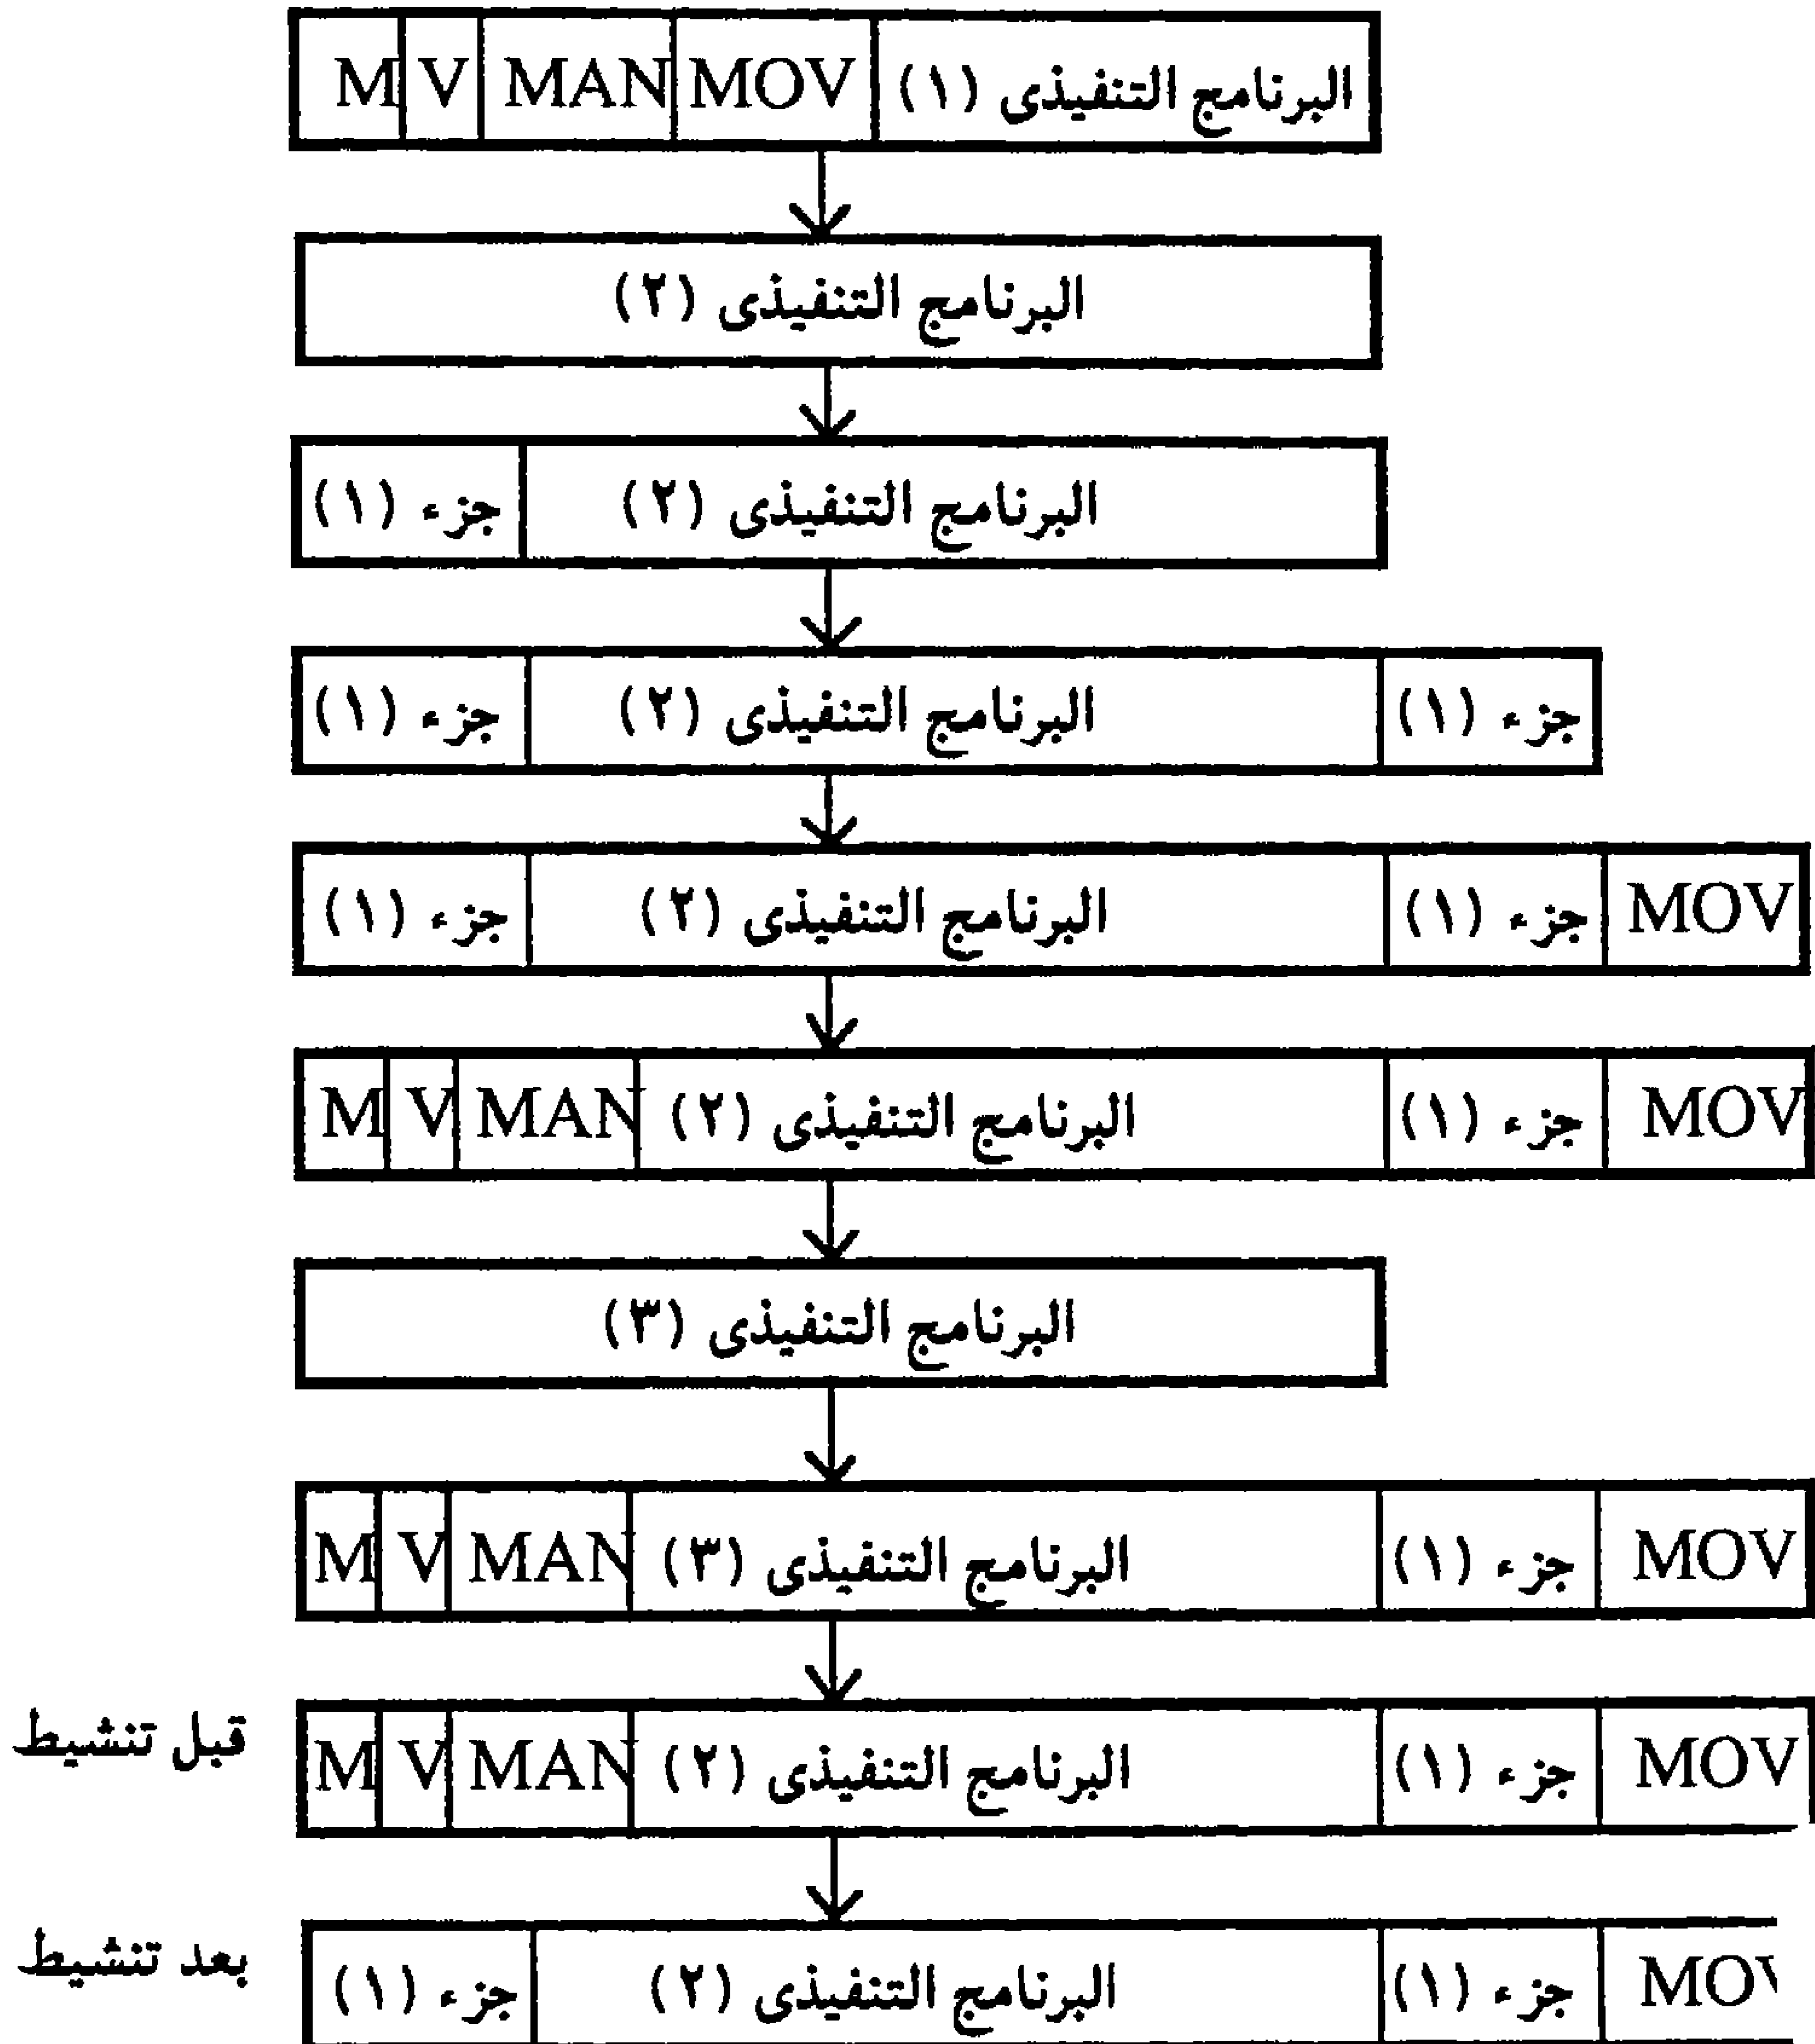 M V MAN MOV البرنامج التنفيذى (١)
البرنامج التنفيذى (٢)
جزء (١) البرنامج التنفيذى (٢)
جزء (١) البرنامج التنفيذى (٢) جزء (١)
جزء (١) البرنامج التنفيذى (٢) جزء (١) MOV
M V MAN البرنامج التنفيذى (٢) جزء (١) MOV
البرنامج التنفيذى (٣)
M V MAN البرنامج التنفيذى (٣) جزء (١) MOV
قبل تنشيط M V MAN البرنامج التنفيذى (٢) جزء (١) MOV
بعد تنشيط جزء (١) البرنامج التنفيذى (٢) جزء (١) MOV